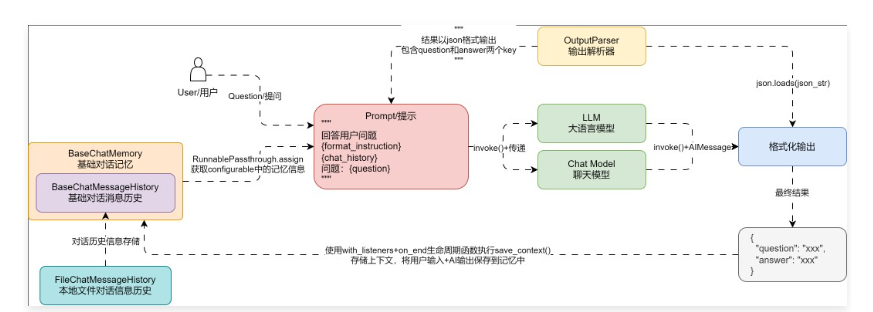 """
结果以json格式输出
包含question和answer两个key
"""
OutputParser
输出解析器
json.loads(json_str)
User/用户
Question/提问
Prompt/提示
"""
回答用户问题
{format_instruction}
{chat_history}
问题：{question}
"""
invoke()+传递
LLM
大语言模型
Chat Model
聊天模型
invoke()+AIMessage
格式化输出
BaseChatMemory
基础对话记忆
BaseChatMessageHistory
基础对话消息历史
RunnablePassthrough.assign
获取configurable中的记忆信息
最终结果
{
"question": "xxx",
"answer": "xxx"
}
对话历史信息存储
使用with_listeners+on_end生命周期函数执行save_context()
存储上下文，将用户输入+AI输出保存到记忆中
FileChatMessageHistory
本地文件对话信息历史